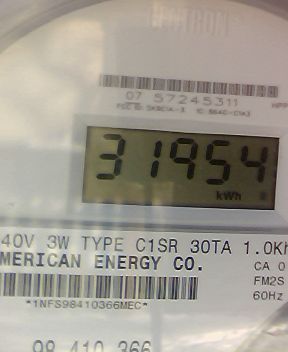 07 57245311
31954
kWh
40V 3W TYPE C1SR 30TA 1.0Kh
MERICAN ENERGY CO.
CA 0
FM2S
60Hz
*1NFS98410366MEC*
98 410 366